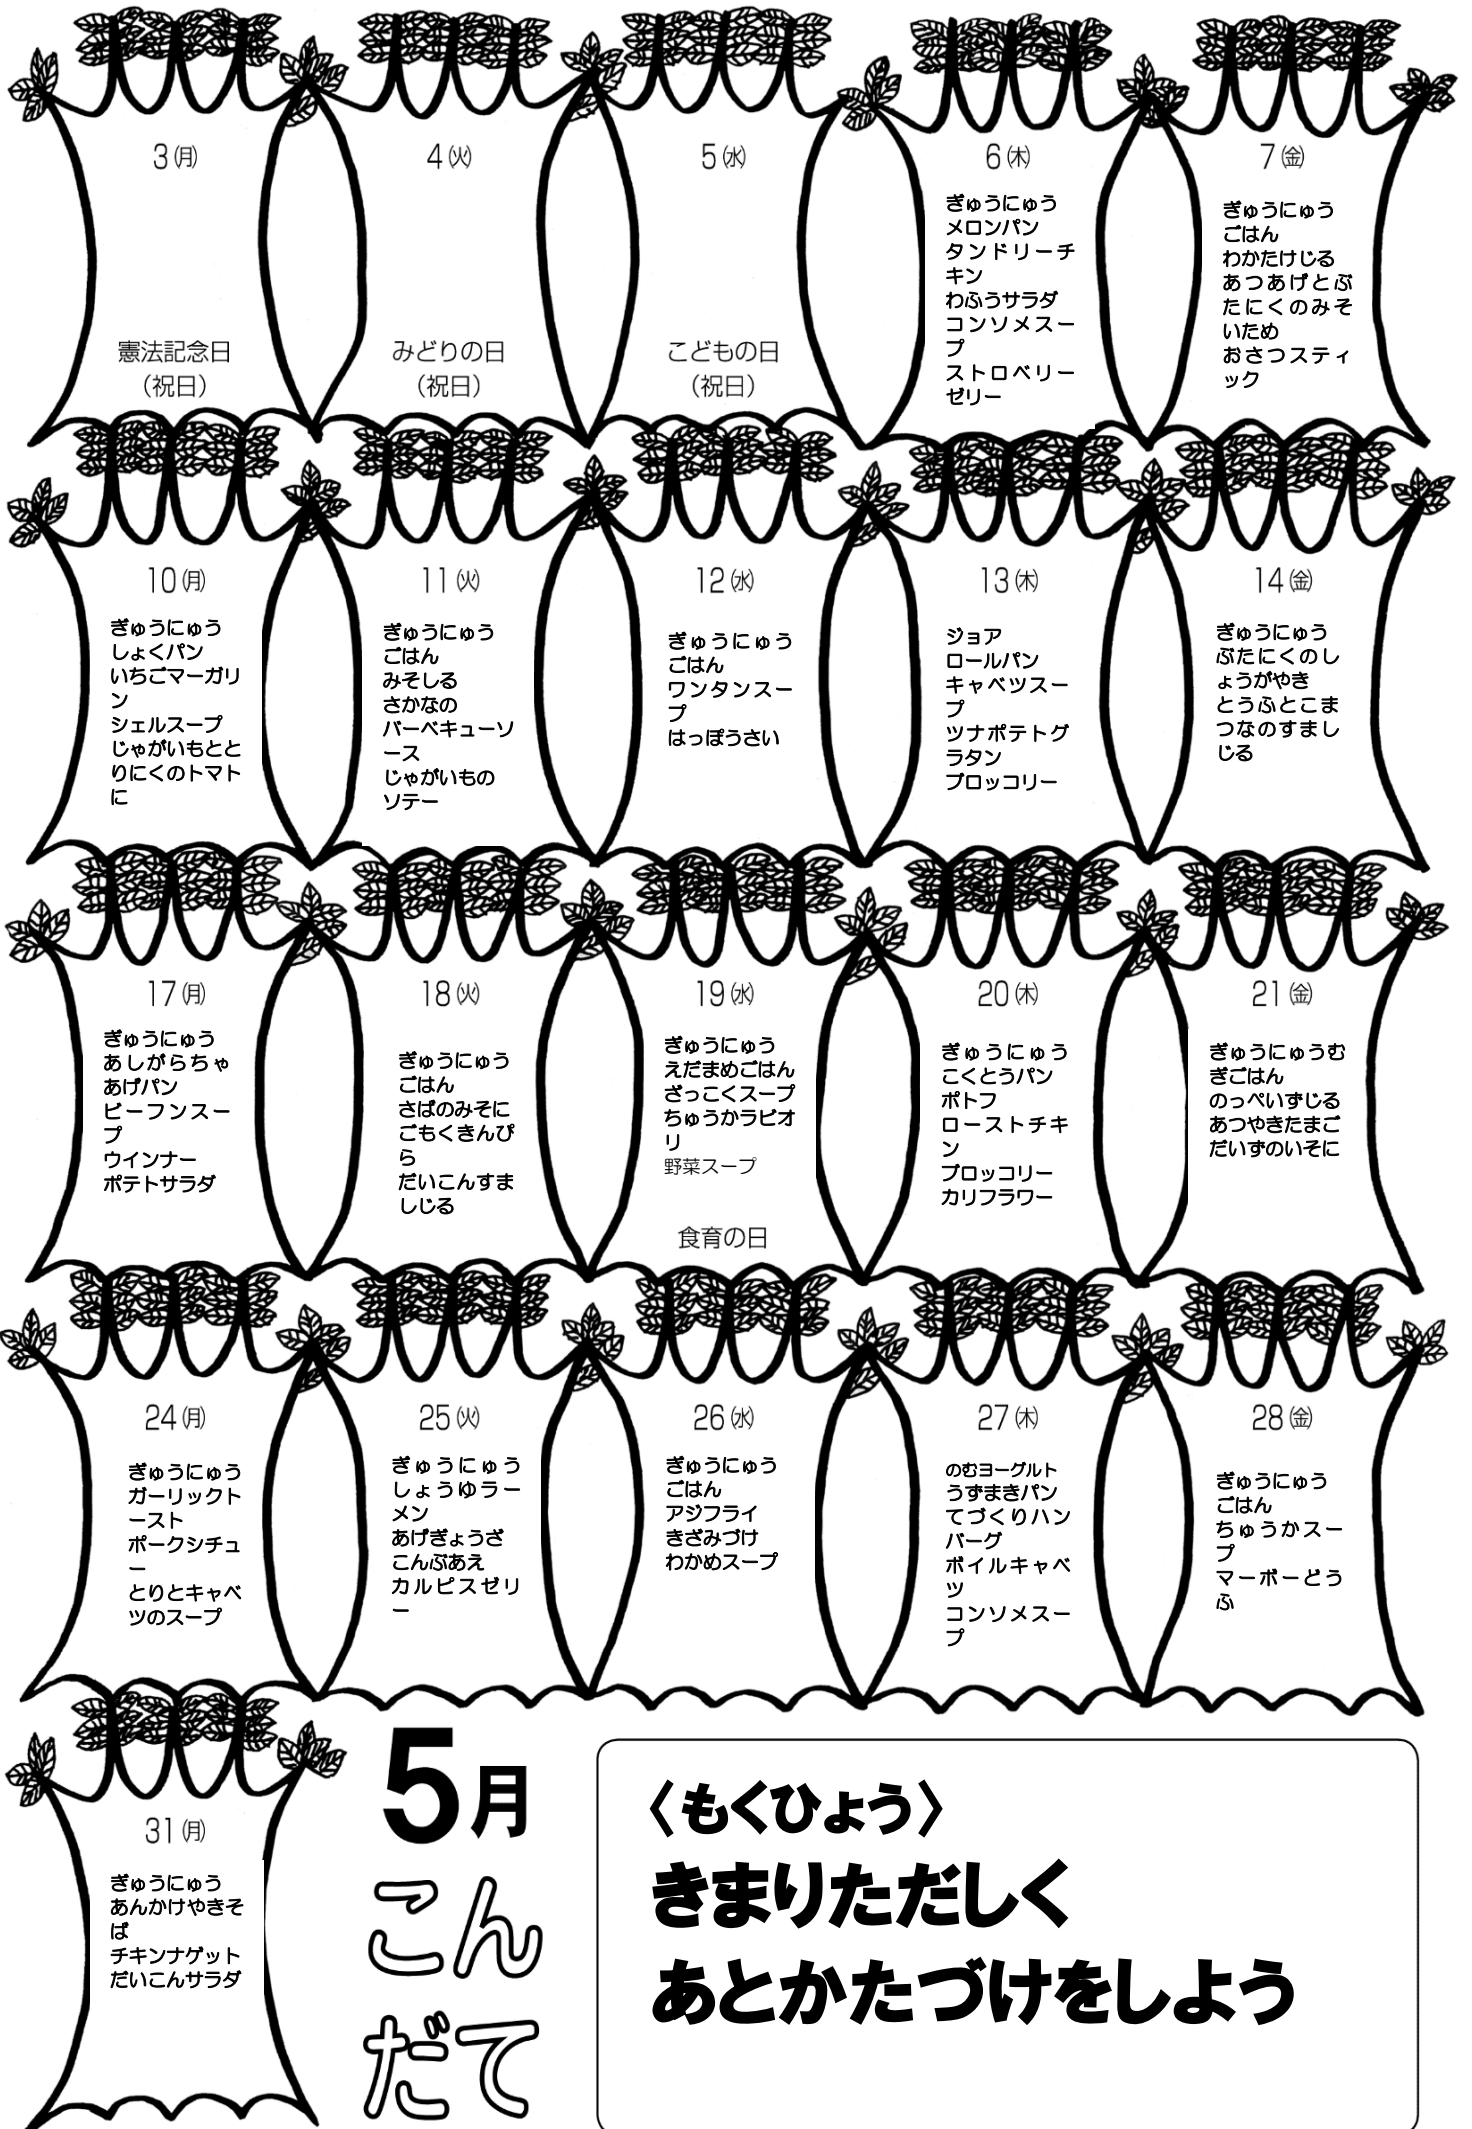 3(月)
憲法記念日
(祝日)
4(火)
みどりの日
(祝日)
5(水)
こどもの日
(祝日)
6(木)
ぎゅうにゅう
メロンパン
タンドリーチ
キン
わふうサラダ
コンソメスー
プ
ストロベリー
ゼリー
7(金)
ぎゅうにゅう
ごはん
わかたけじる
あつあげとぶ
たにくのみそ
いため
おさつスティ
ック
10(月)
ぎゅうにゅう
しょくパン
いちごマーガリ
ン
シェルスープ
じゃがいもとと
りにくのトマト
に
11(火)
ぎゅうにゅう
ごはん
みそしる
さかなの
バーベキューソ
ース
じゃがいもの
ソテー
12(水)
ぎゅうにゅう
ごはん
ワンタンスー
プ
はっぽうさい
13(木)
ジョア
ロールパン
キャベツスー
プ
ツナポテトグ
ラタン
ブロッコリー
14(金)
ぎゅうにゅう
ぶたにくのし
ょうがやき
とうふとこま
つなのすまし
じる
17(月)
ぎゅうにゅう
あしがらちゃ
あげパン
ビーフンスー
プ
ウインナー
ポテトサラダ
18(火)
ぎゅうにゅう
ごはん
さばのみそに
ごもくきんぴ
ら
だいこんすま
しじる
19(水)
ぎゅうにゅう
えだまめごはん
ざっこくスープ
ちゅうかラビオ
リ
野菜スープ
食育の日
20(木)
ぎゅうにゅう
こくとうパン
ポトフ
ローストチキ
ン
ブロッコリー
カリフラワー
21(金)
ぎゅうにゅうむ
ぎごはん
のっぺいずじる
あつやきたまご
だいずのいそに
24(月)
ぎゅうにゅう
ガーリックト
ースト
ポークシチュ
ー
とりとキャベ
ツのスープ
25(火)
ぎゅうにゅう
しょうゆラー
メン
あげぎょうざ
こんぶあえ
カルピスゼリ
ー
26(水)
ぎゅうにゅう
ごはん
アジフライ
きざみづけ
わかめスープ
27(木)
のむヨーグルト
うずまきパン
てづくりハン
バーグ
ボイルキャベ
ツ
コンソメスー
プ
28(金)
ぎゅうにゅう
ごはん
ちゅうかスー
プ
マーボーどう
ふ
31(月)
ぎゅうにゅう
あんかけやきそ
ば
チキンナゲット
だいこんサラダ
5月
こん
だて
〈もくひょう〉
きまりただしく
あとかたづけをしよう